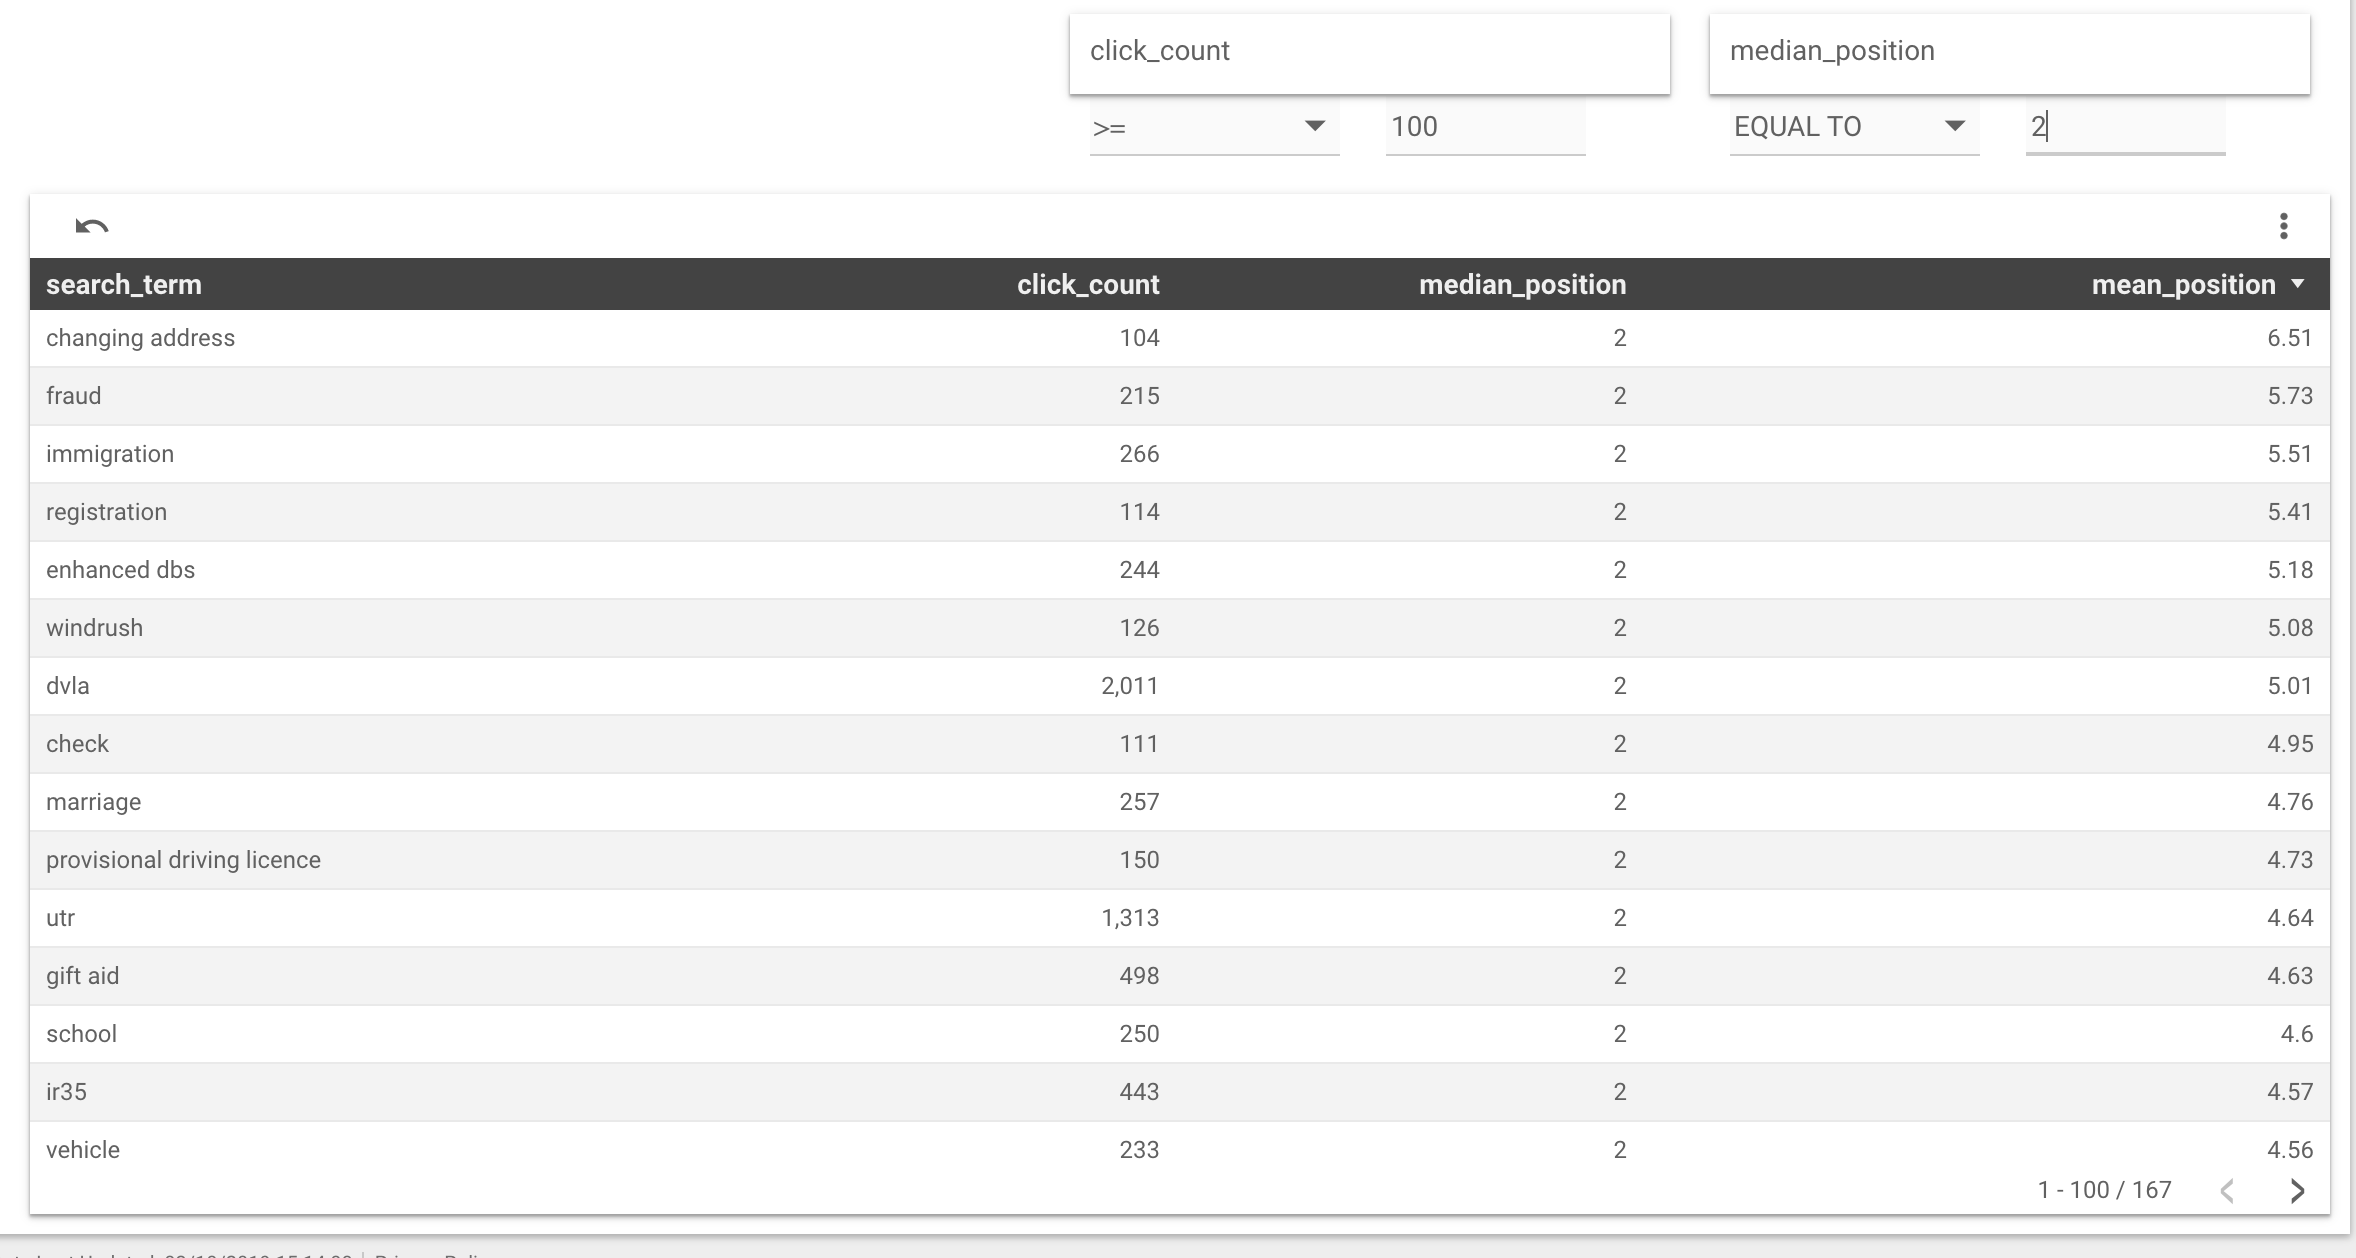 click_count median_position
>= 100 EQUAL TO 2
search_term click_count median_position mean_position
changing address 104 2 6.51
fraud 215 2 5.73
immigration 266 2 5.51
registration 114 2 5.41
enhanced dbs 244 2 5.18
windrush 126 2 5.08
dvla 2,011 2 5.01
check 111 2 4.95
marriage 257 2 4.76
provisional driving licence 150 2 4.73
utr 1,313 2 4.64
gift aid 498 2 4.63
school 250 2 4.6
ir35 443 2 4.57
vehicle 233 2 4.56
1 - 100 / 167